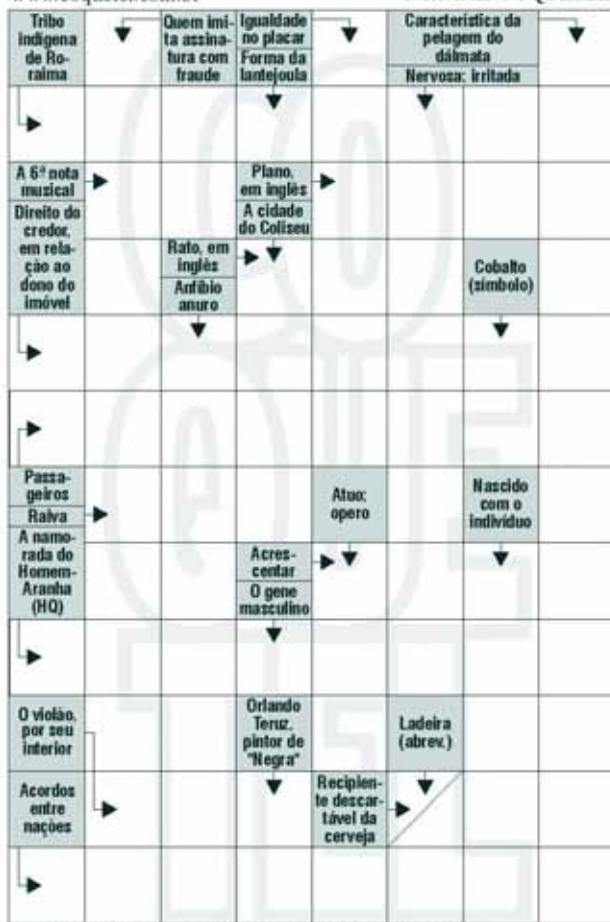 Tribo
indígena
de Ro-
raima
Quem imi-
ta assina-
tura com
fraude
Igualdade
no placar
Forma da
lantejoula
Característica da
pelagem do
dálmata
Nervosa; irritada
A 6ª nota
musical
Direito do
credor,
em rela-
ção ao
dono do
imóvel
Plano,
em inglês
A cidade
do Coliseu
Rato, em
inglês
Anfíbio
anuro
Cobalto
(símbolo)
Passa-
geiros
Raiva
A namo-
rada do
Homem-
Aranha
(HQ)
Atuo;
opero
Nascido
com o
indivíduo
Acres-
centar
O gene
masculino
O violão,
por seu
interior
Acordos
entre
nações
Orlando
Teruz,
pintor de
"Negra"
Ladeira
(abrev.)
Recipien-
te descar-
tável da
cerveja